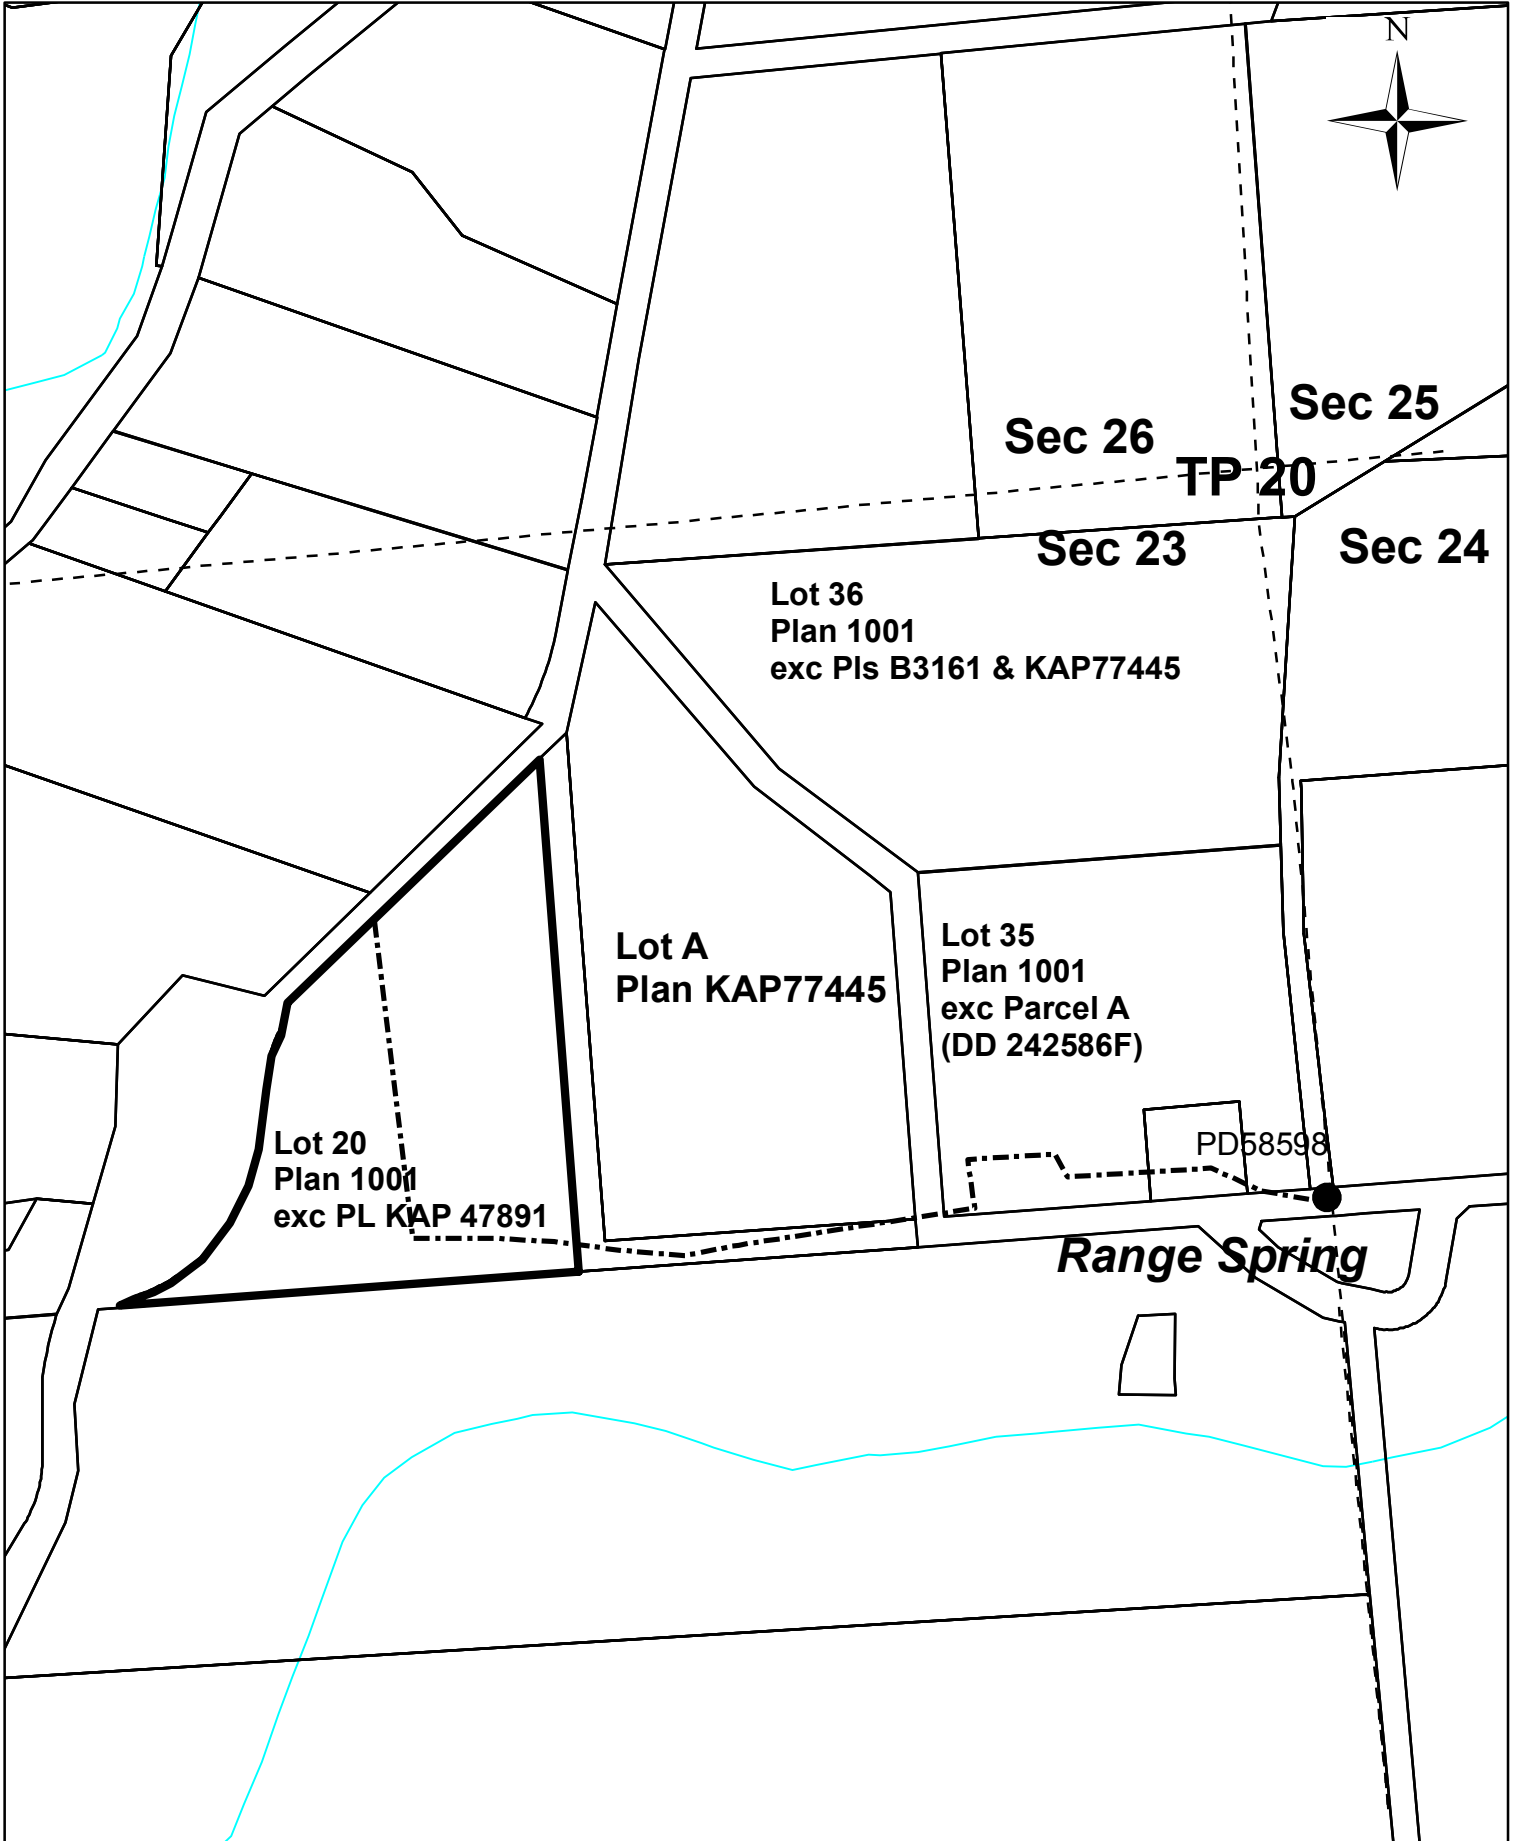 N
Sec 25
Sec 26
TP 20
Sec 23
Sec 24
Lot 36
Plan 1001
exc Pls B3161 & KAP77445
Lot A
Plan KAP77445
Lot 35
Plan 1001
exc Parcel A
(DD 242586F)
Lot 20
Plan 1001
exc PL KAP 47891
PD58598
Range Spring